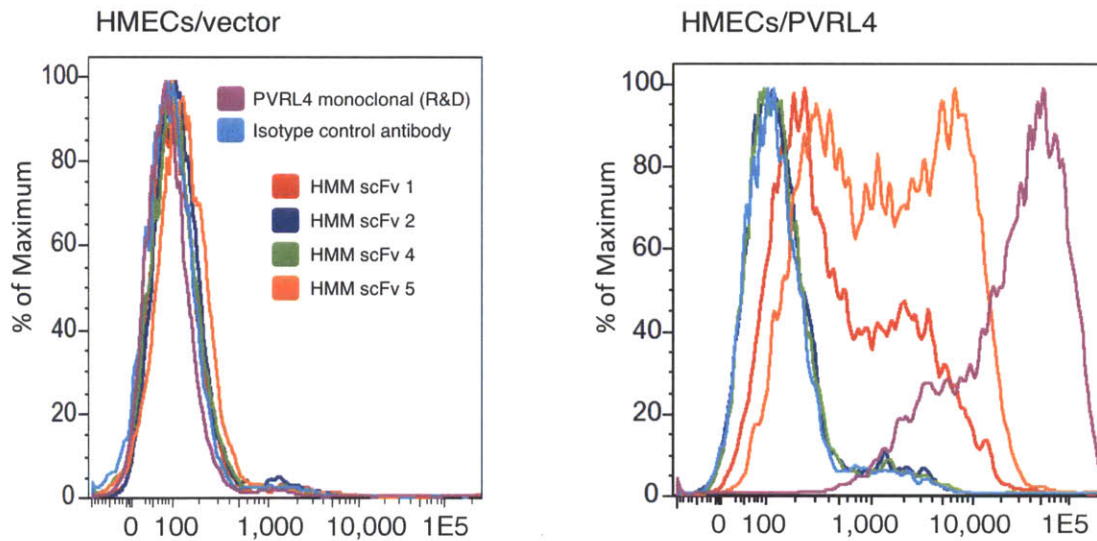 HMECs/vector
% of Maximum
100
80
60
40
20
0
PVRL4 monoclonal (R&D)
Isotype control antibody
HMM scFv 1
HMM scFv 2
HMM scFv 4
HMM scFv 5
0 100 1,000 10,000 1E5
HMECs/PVRL4
% of Maximum
100
80
60
40
20
0
0 100 1,000 10,000 1E5